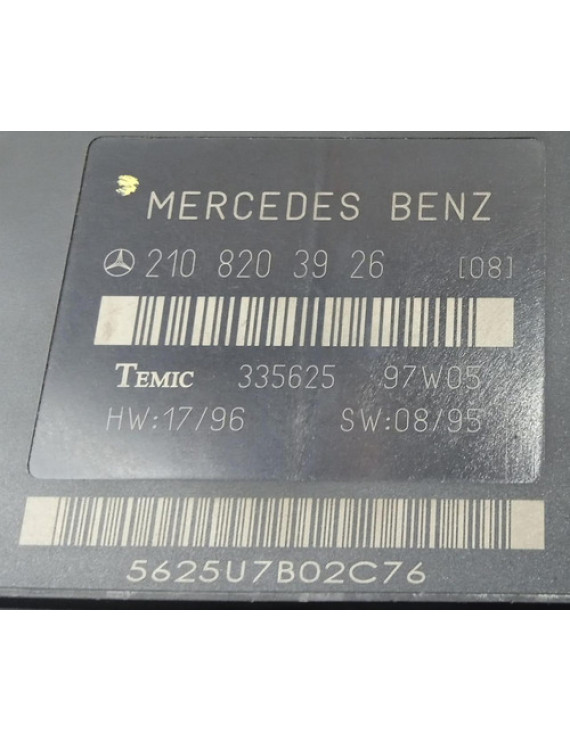 MERCEDES BENZ
210 820 39 26 [08]
TEMIC 335625 97W05
HW:17/96 SW:08/95
5625U7B02C76